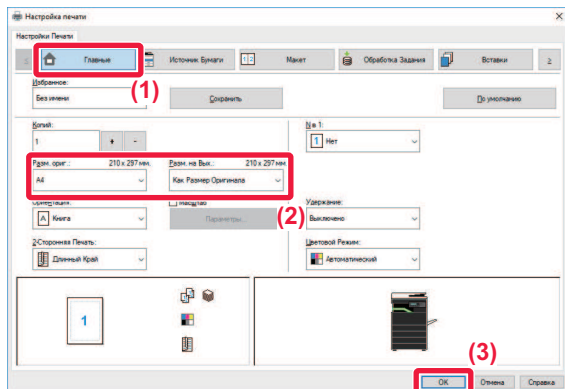 Настройка печати
Настройки Печати
Главные
Источник Бумаги
1 2
Макет
Обработка Задания
Вставки
Избранное:
(1)
Без имени
Сохранить
По умолчанию
Копий:
N в 1:
1
+
-
1
Нет
Разм. ориг.:
210 x 297 мм.
Разм. на Вых.:
210 x 297 мм.
A4
Как Размер Оригинала
Ориентация:
Масштаб
(2)
Удержание:
A
Книга
Параметры...
Выключено
2-Сторонняя Печать:
Цветовой Режим:
Длинный Край
Автоматический
1
(3)
OK
Отмена
Справка